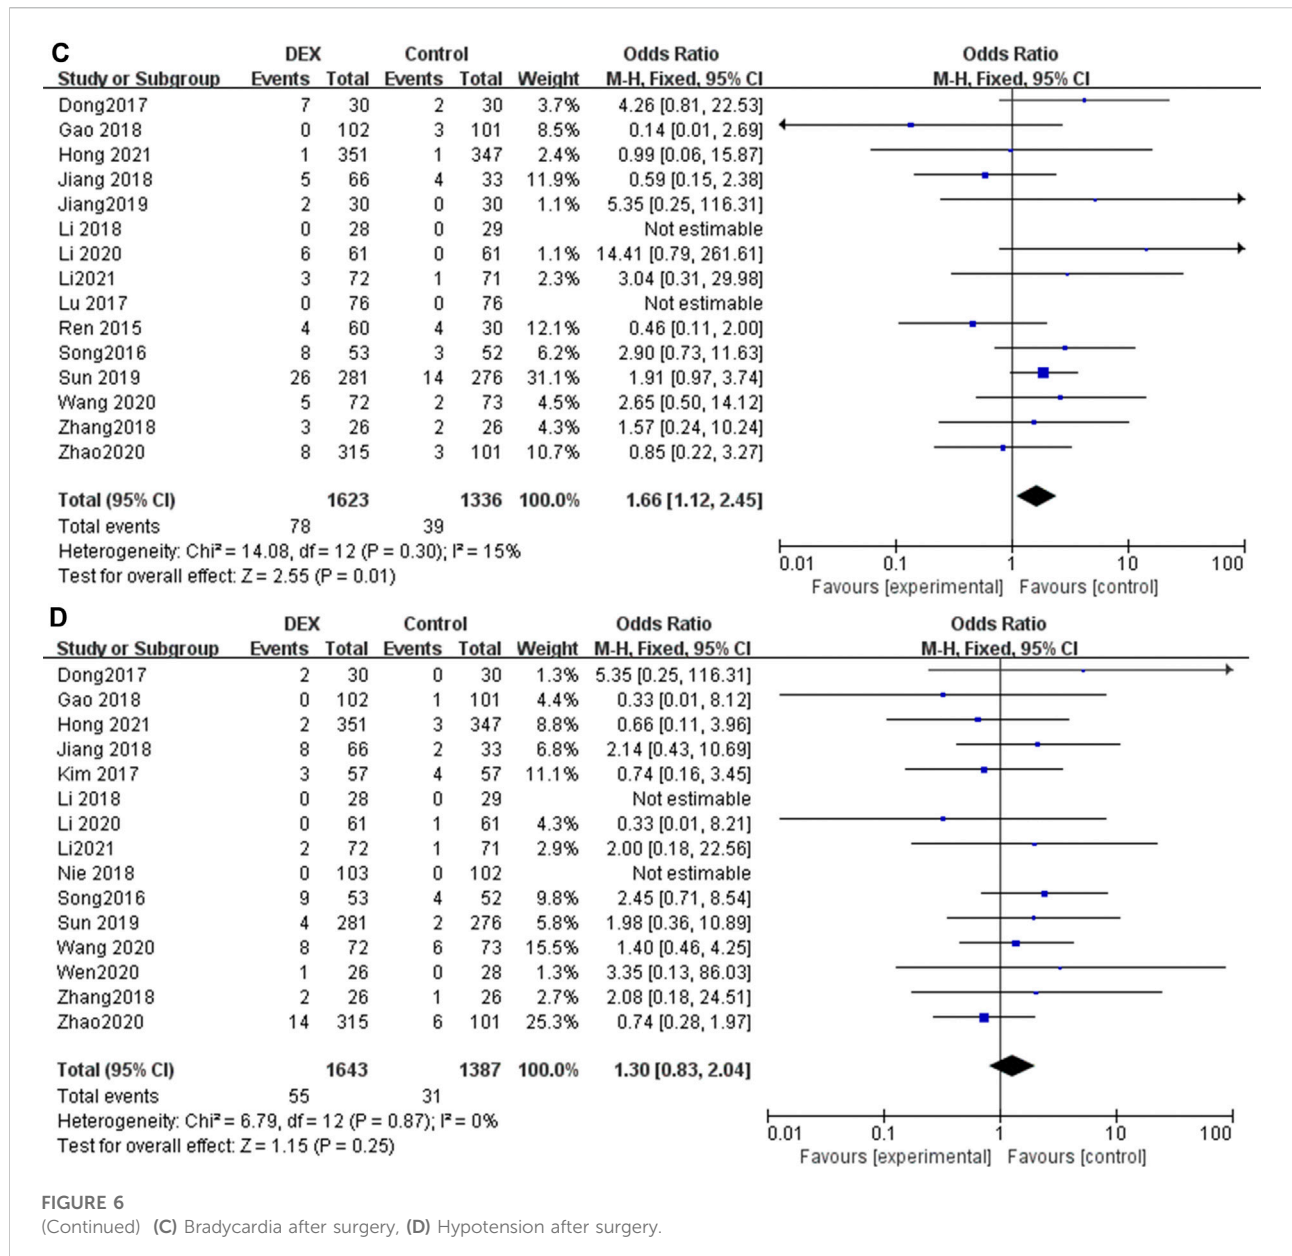 C
DEX Control Odds Ratio Odds Ratio
Study or Subgroup Events Total Events Total Weight M-H, Fixed, 95% CI M-H, Fixed, 95% CI
Dong2017 7 30 2 30 3.7% 4.26 [0.81, 22.53]
Gao 2018 0 102 3 101 8.5% 0.14 [0.01, 2.69]
Hong 2021 1 351 1 347 2.4% 0.99 [0.06, 15.87]
Jiang 2018 5 66 4 33 11.9% 0.59 [0.15, 2.38]
Jiang2019 2 30 0 30 1.1% 5.35 [0.25, 116.31]
Li 2018 0 28 0 29 Not estimable
Li 2020 6 61 0 61 1.1% 14.41 [0.79, 261.61]
Li2021 3 72 1 71 2.3% 3.04 [0.31, 29.98]
Lu 2017 0 76 0 76 Not estimable
Ren 2015 4 60 4 30 12.1% 0.46 [0.11, 2.00]
Song2016 8 53 3 52 6.2% 2.90 [0.73, 11.63]
Sun 2019 26 281 14 276 31.1% 1.91 [0.97, 3.74]
Wang 2020 5 72 2 73 4.5% 2.65 [0.50, 14.12]
Zhang2018 3 26 2 26 4.3% 1.57 [0.24, 10.24]
Zhao2020 8 315 3 101 10.7% 0.85 [0.22, 3.27]
Total (95% CI) 1623 1336 100.0% 1.66 [1.12, 2.45]
Total events 78 39
Heterogeneity: Chi² = 14.08, df = 12 (P = 0.30); I² = 15%
Test for overall effect: Z = 2.55 (P = 0.01)
0.01 0.1 1 10 100
Favours [experimental] Favours [control]
D
DEX Control Odds Ratio Odds Ratio
Study or Subgroup Events Total Events Total Weight M-H, Fixed, 95% CI M-H, Fixed, 95% CI
Dong2017 2 30 0 30 1.3% 5.35 [0.25, 116.31]
Gao 2018 0 102 1 101 4.4% 0.33 [0.01, 8.12]
Hong 2021 2 351 3 347 8.8% 0.66 [0.11, 3.96]
Jiang 2018 8 66 2 33 6.8% 2.14 [0.43, 10.69]
Kim 2017 3 57 4 57 11.1% 0.74 [0.16, 3.45]
Li 2018 0 28 0 29 Not estimable
Li 2020 0 61 1 61 4.3% 0.33 [0.01, 8.21]
Li2021 2 72 1 71 2.9% 2.00 [0.18, 22.56]
Nie 2018 0 103 0 102 Not estimable
Song2016 9 53 4 52 9.8% 2.45 [0.71, 8.54]
Sun 2019 4 281 2 276 5.8% 1.98 [0.36, 10.89]
Wang 2020 8 72 6 73 15.5% 1.40 [0.46, 4.25]
Wen2020 1 26 0 28 1.3% 3.35 [0.13, 86.03]
Zhang2018 2 26 1 26 2.7% 2.08 [0.18, 24.51]
Zhao2020 14 315 6 101 25.3% 0.74 [0.28, 1.97]
Total (95% CI) 1643 1387 100.0% 1.30 [0.83, 2.04]
Total events 55 31
Heterogeneity: Chi² = 6.79, df = 12 (P = 0.87); I² = 0%
Test for overall effect: Z = 1.15 (P = 0.25)
0.01 0.1 1 10 100
Favours [experimental] Favours [control]
FIGURE 6
(Continued) (C) Bradycardia after surgery, (D) Hypotension after surgery.